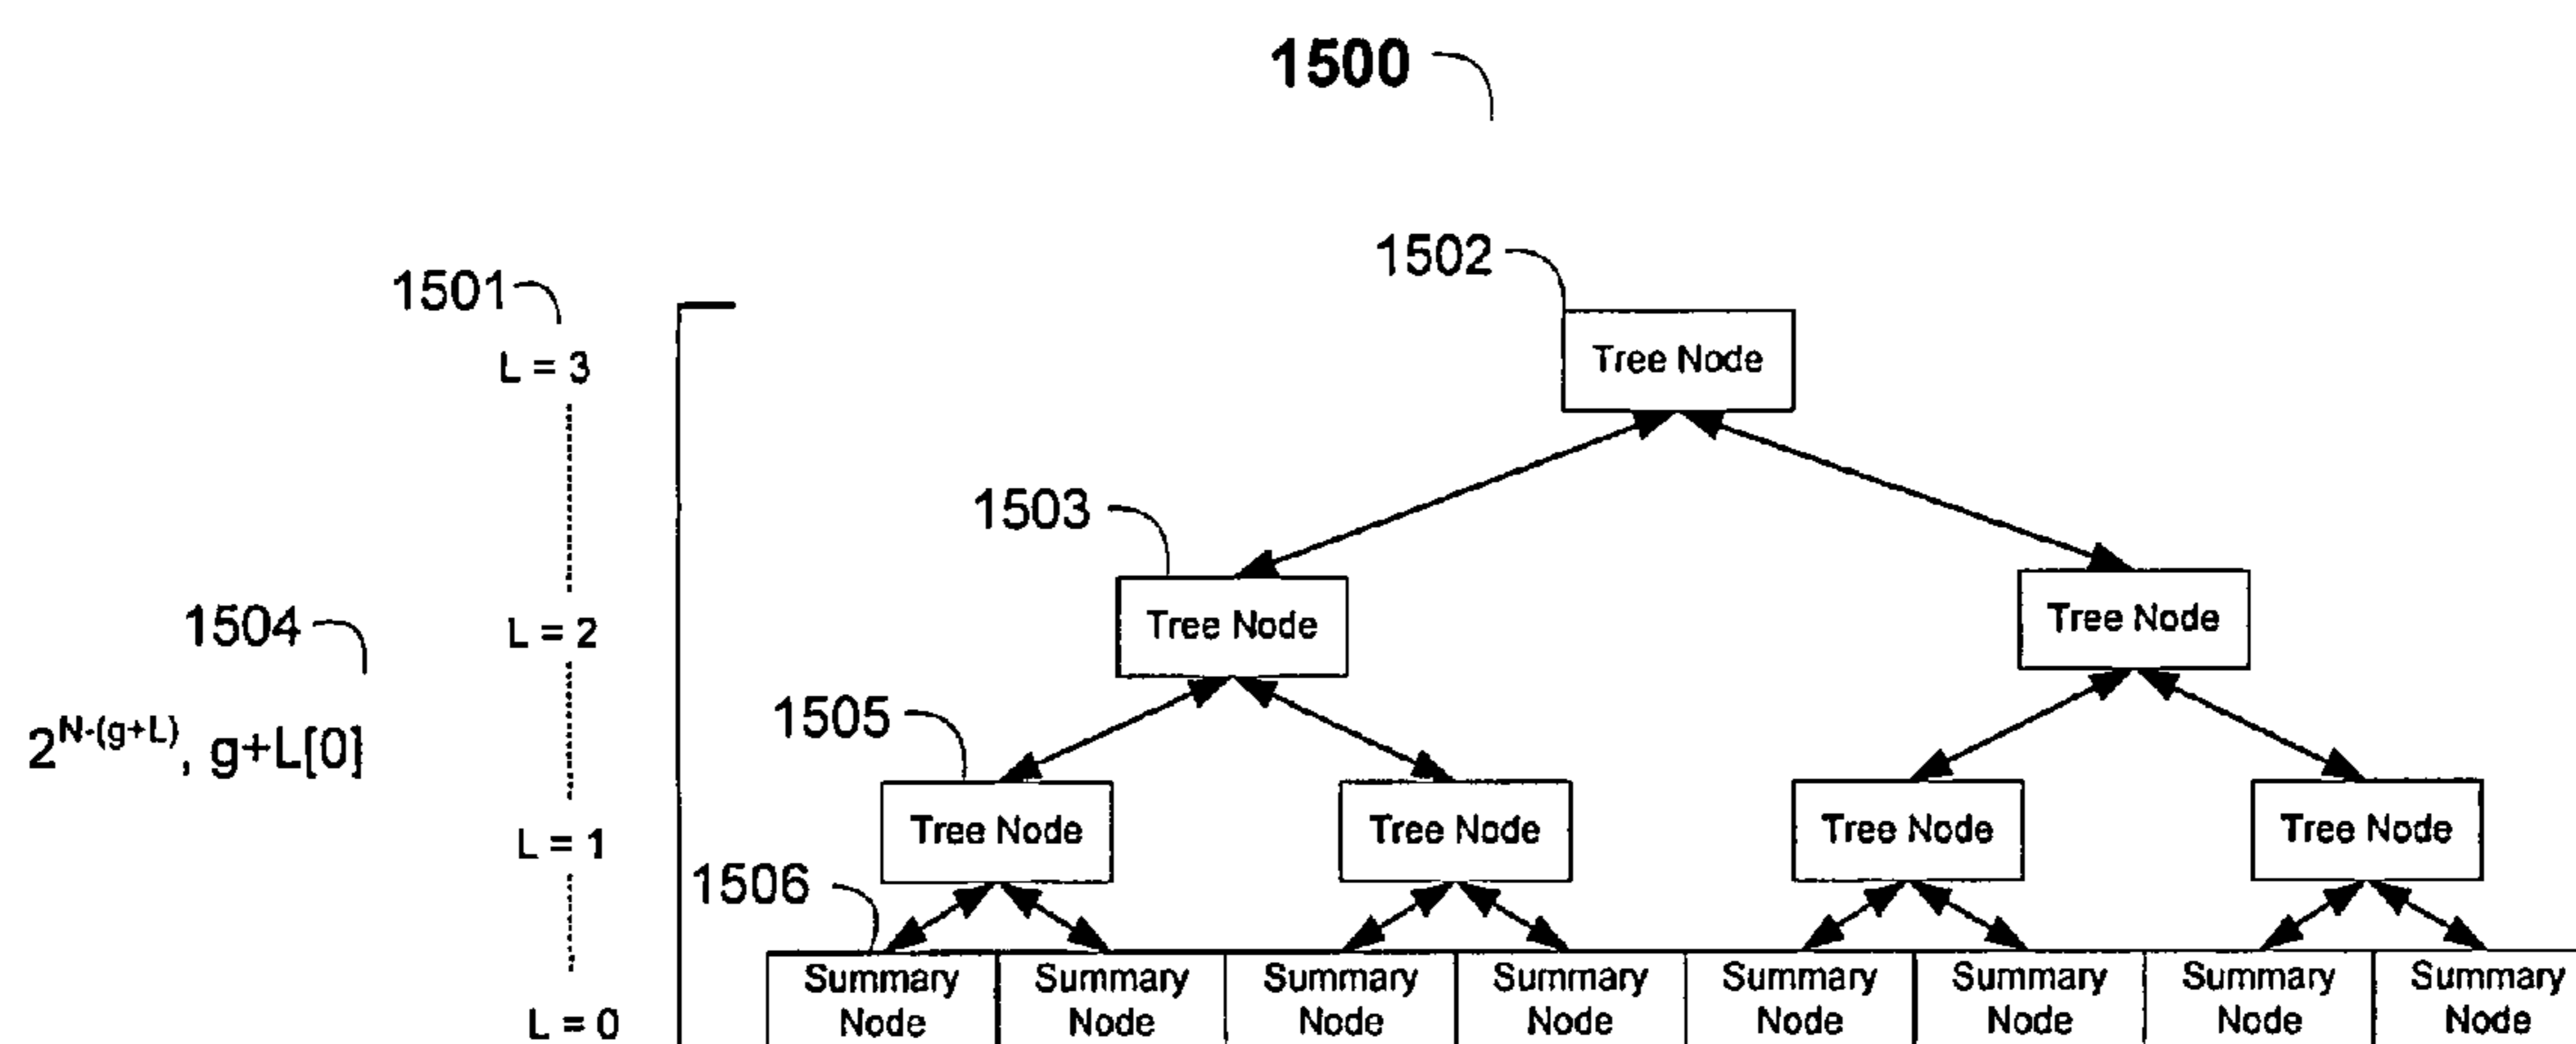 1500
1502
1501
L = 3
Tree Node
1503
1504
L = 2
Tree Node
Tree Node
2^{N-(g+L)}, g+L[0]
1505
L = 1
Tree Node
Tree Node
Tree Node
Tree Node
1506
Summary Node
Summary Node
Summary Node
Summary Node
Summary Node
Summary Node
Summary Node
Summary Node
L = 0